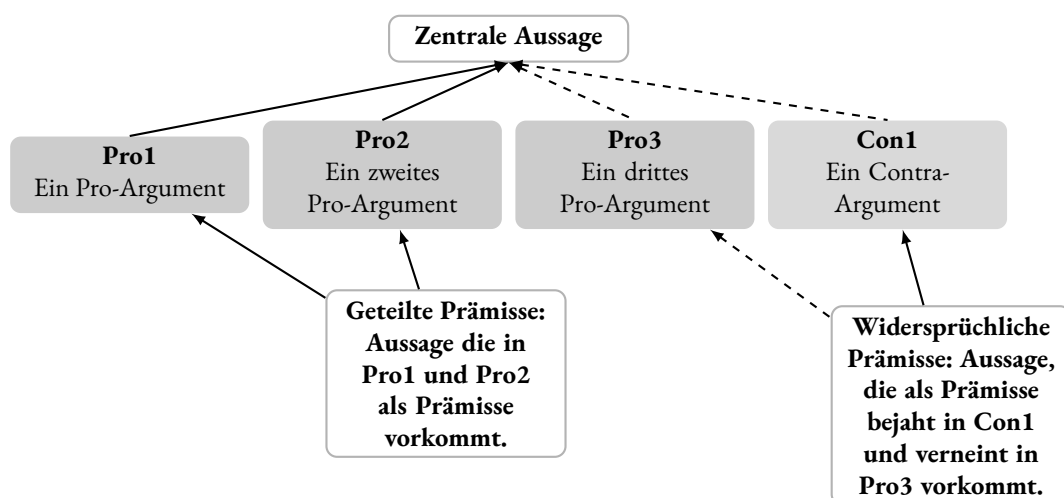 Zentrale Aussage
Pro1
Ein Pro-Argument
Pro2
Ein zweites
Pro-Argument
Pro3
Ein drittes
Pro-Argument
Con1
Ein Contra-
Argument
Geteilte Prämisse:
Aussage die in
Pro1 und Pro2
als Prämisse
vorkommt.
Widersprüchliche
Prämisse: Aussage,
die als Prämisse
bejaht in Con1
und verneint in
Pro3 vorkommt.